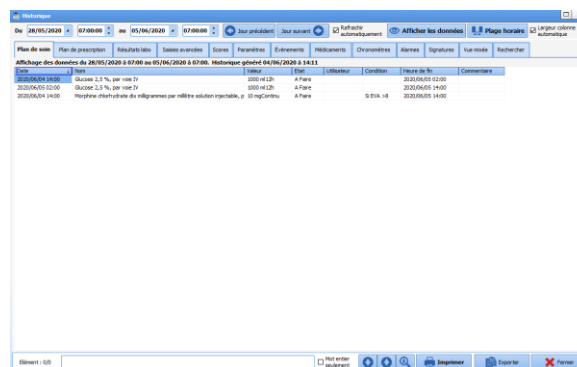 Historique
Du 28/05/2020 07:00:00 au 05/06/2020 07:00:00 Jour précédent Jour suivant Rafraichir automatiquement Afficher les données Plage horaire Largeur colonne automatique
Plan de soin Plan de prescription Résultats labo Saisies avancées Scores Paramètres Évènements Médicaments Chronomètres Alarmes Signatures Vue mixée Rechercher
Affichage des données du 28/05/2020 à 07:00 au 05/06/2020 à 07:00. Historique généré 04/06/2020 à 14:11
Date Nom Valeur Etat Utilisateur Condition Heure de fin Commentaire
2020/06/04 14:00 Glucose 2,5 %, par voie IV 1000 ml 12h A Faire 2020/06/05 02:00
2020/06/05 02:00 Glucose 2,5 %, par voie IV 1000 ml 12h A Faire 2020/06/05 14:00
2020/06/04 14:00 Morphine chlorhydrate dix milligrammes par millilitre solution injectable, p 10 mgContinu A Faire Si EVA >8 2020/06/05 14:00
Elément : 0/0 Mot entier seulement Imprimer Exporter Fermer